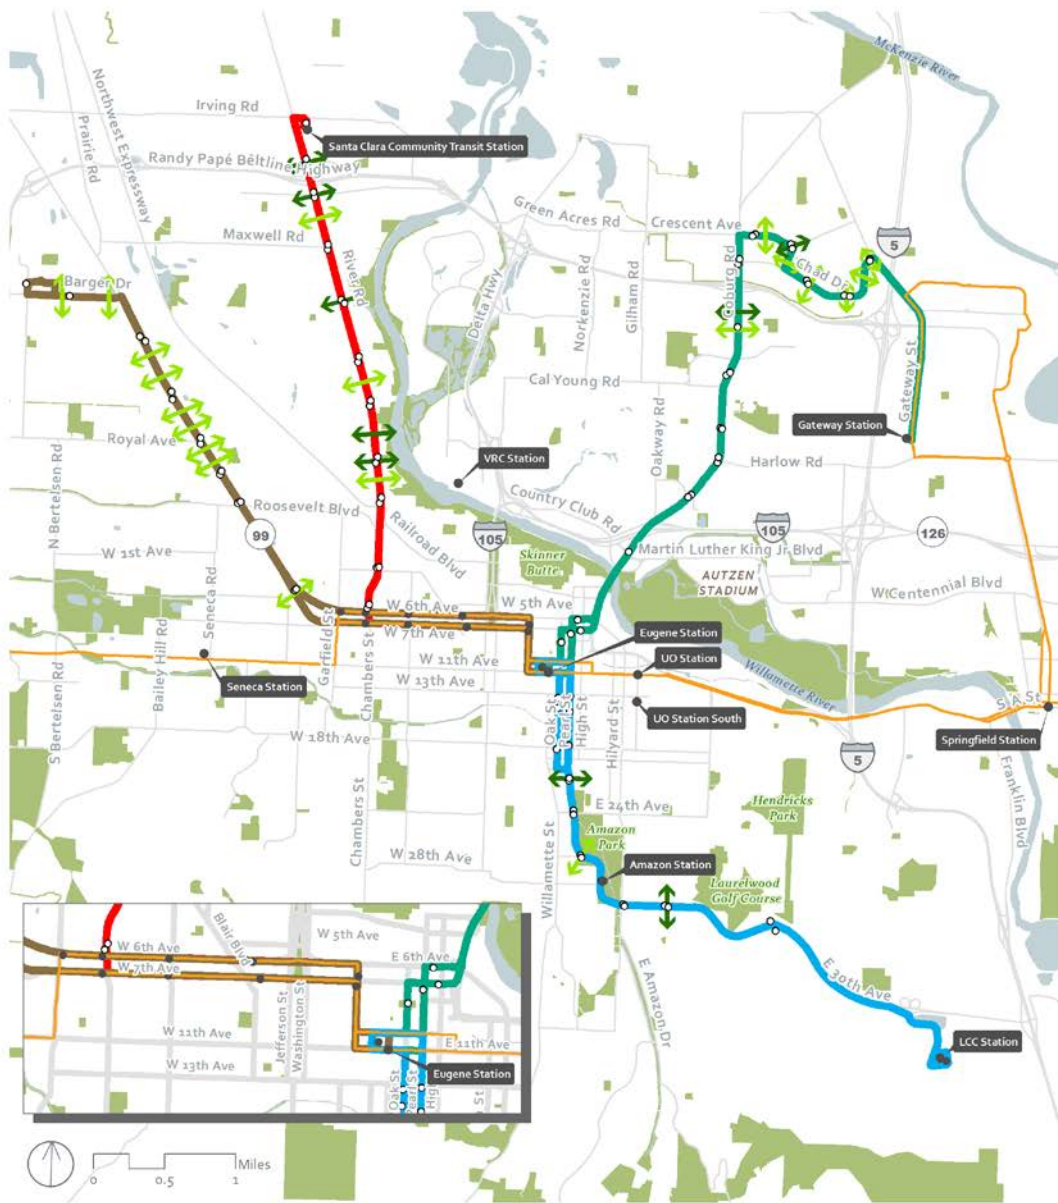 McKenzie River
Irving Rd
Northwest Expressway
Prairie Rd
Santa Clara Community Transit Station
Randy Papé Beltline Highway
Green Acres Rd
Crescent Ave
5
Maxwell Rd
River Rd
Barger Dr
Delta Hwy
Norkenzie Rd
Gilham Rd
Coburg Rd
Chad Dr
Gateway St
Cal Young Rd
Oakway Rd
Gateway Station
Royal Ave
VRC Station
Harlow Rd
N Bertelsen Rd
Roosevelt Blvd
Country Club Rd
99
Railroad Blvd
105
105
126
W 1st Ave
Skinner
Butte
Martin Luther King Jr Blvd
AUTZEN
STADIUM
W Centennial Blvd
Seneca Rd
Bailey Hill Rd
Garfield St
W 6th Ave
W 5th Ave
W 7th Ave
Eugene Station
W 11th Ave
UO Station
Seneca Station
W 13th Ave
Willamette River
S A St
S Bertelsen Rd
Chambers St
UO Station South
Oak St
Pearl St
High St
Hilyard St
W 18th Ave
Springfield Station
5
Franklin Blvd
Chambers St
E 24th Ave
Hendricks
Park
Amazon
Park
Willamette St
W 28th Ave
Amazon Station
Laurelwood
Golf Course
E Amazon Dr
E 30th Ave
LCC Station
W 6th Ave
Blair Blvd
W 5th Ave
E 6th Ave
W 7th Ave
Jefferson St
Washington St
W 11th Ave
E 11th Ave
W 13th Ave
Eugene Station
Oak St
Pearl St
High
0
0.5
1
Miles